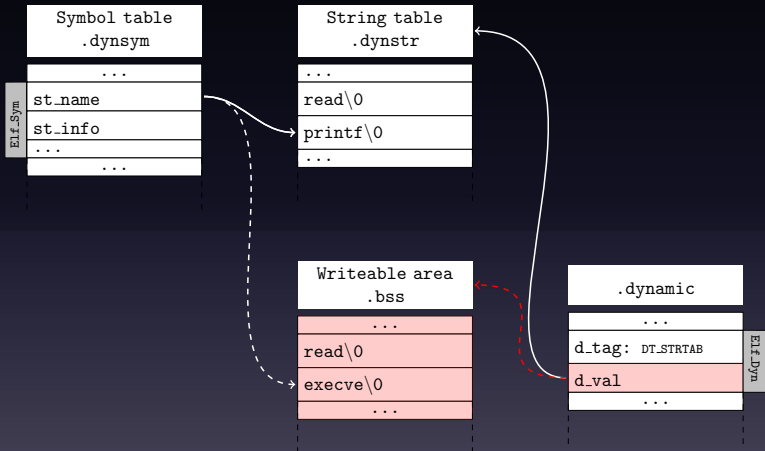 Symbol table
.dynsym
...
st_name
st_info
...
...
Elf_Sym
String table
.dynstr
...
read\0
printf\0
...
Writeable area
.bss
...
read\0
execve\0
...
.dynamic
...
d_tag: DT_STRTAB
d_val
...
Elf_Dyn